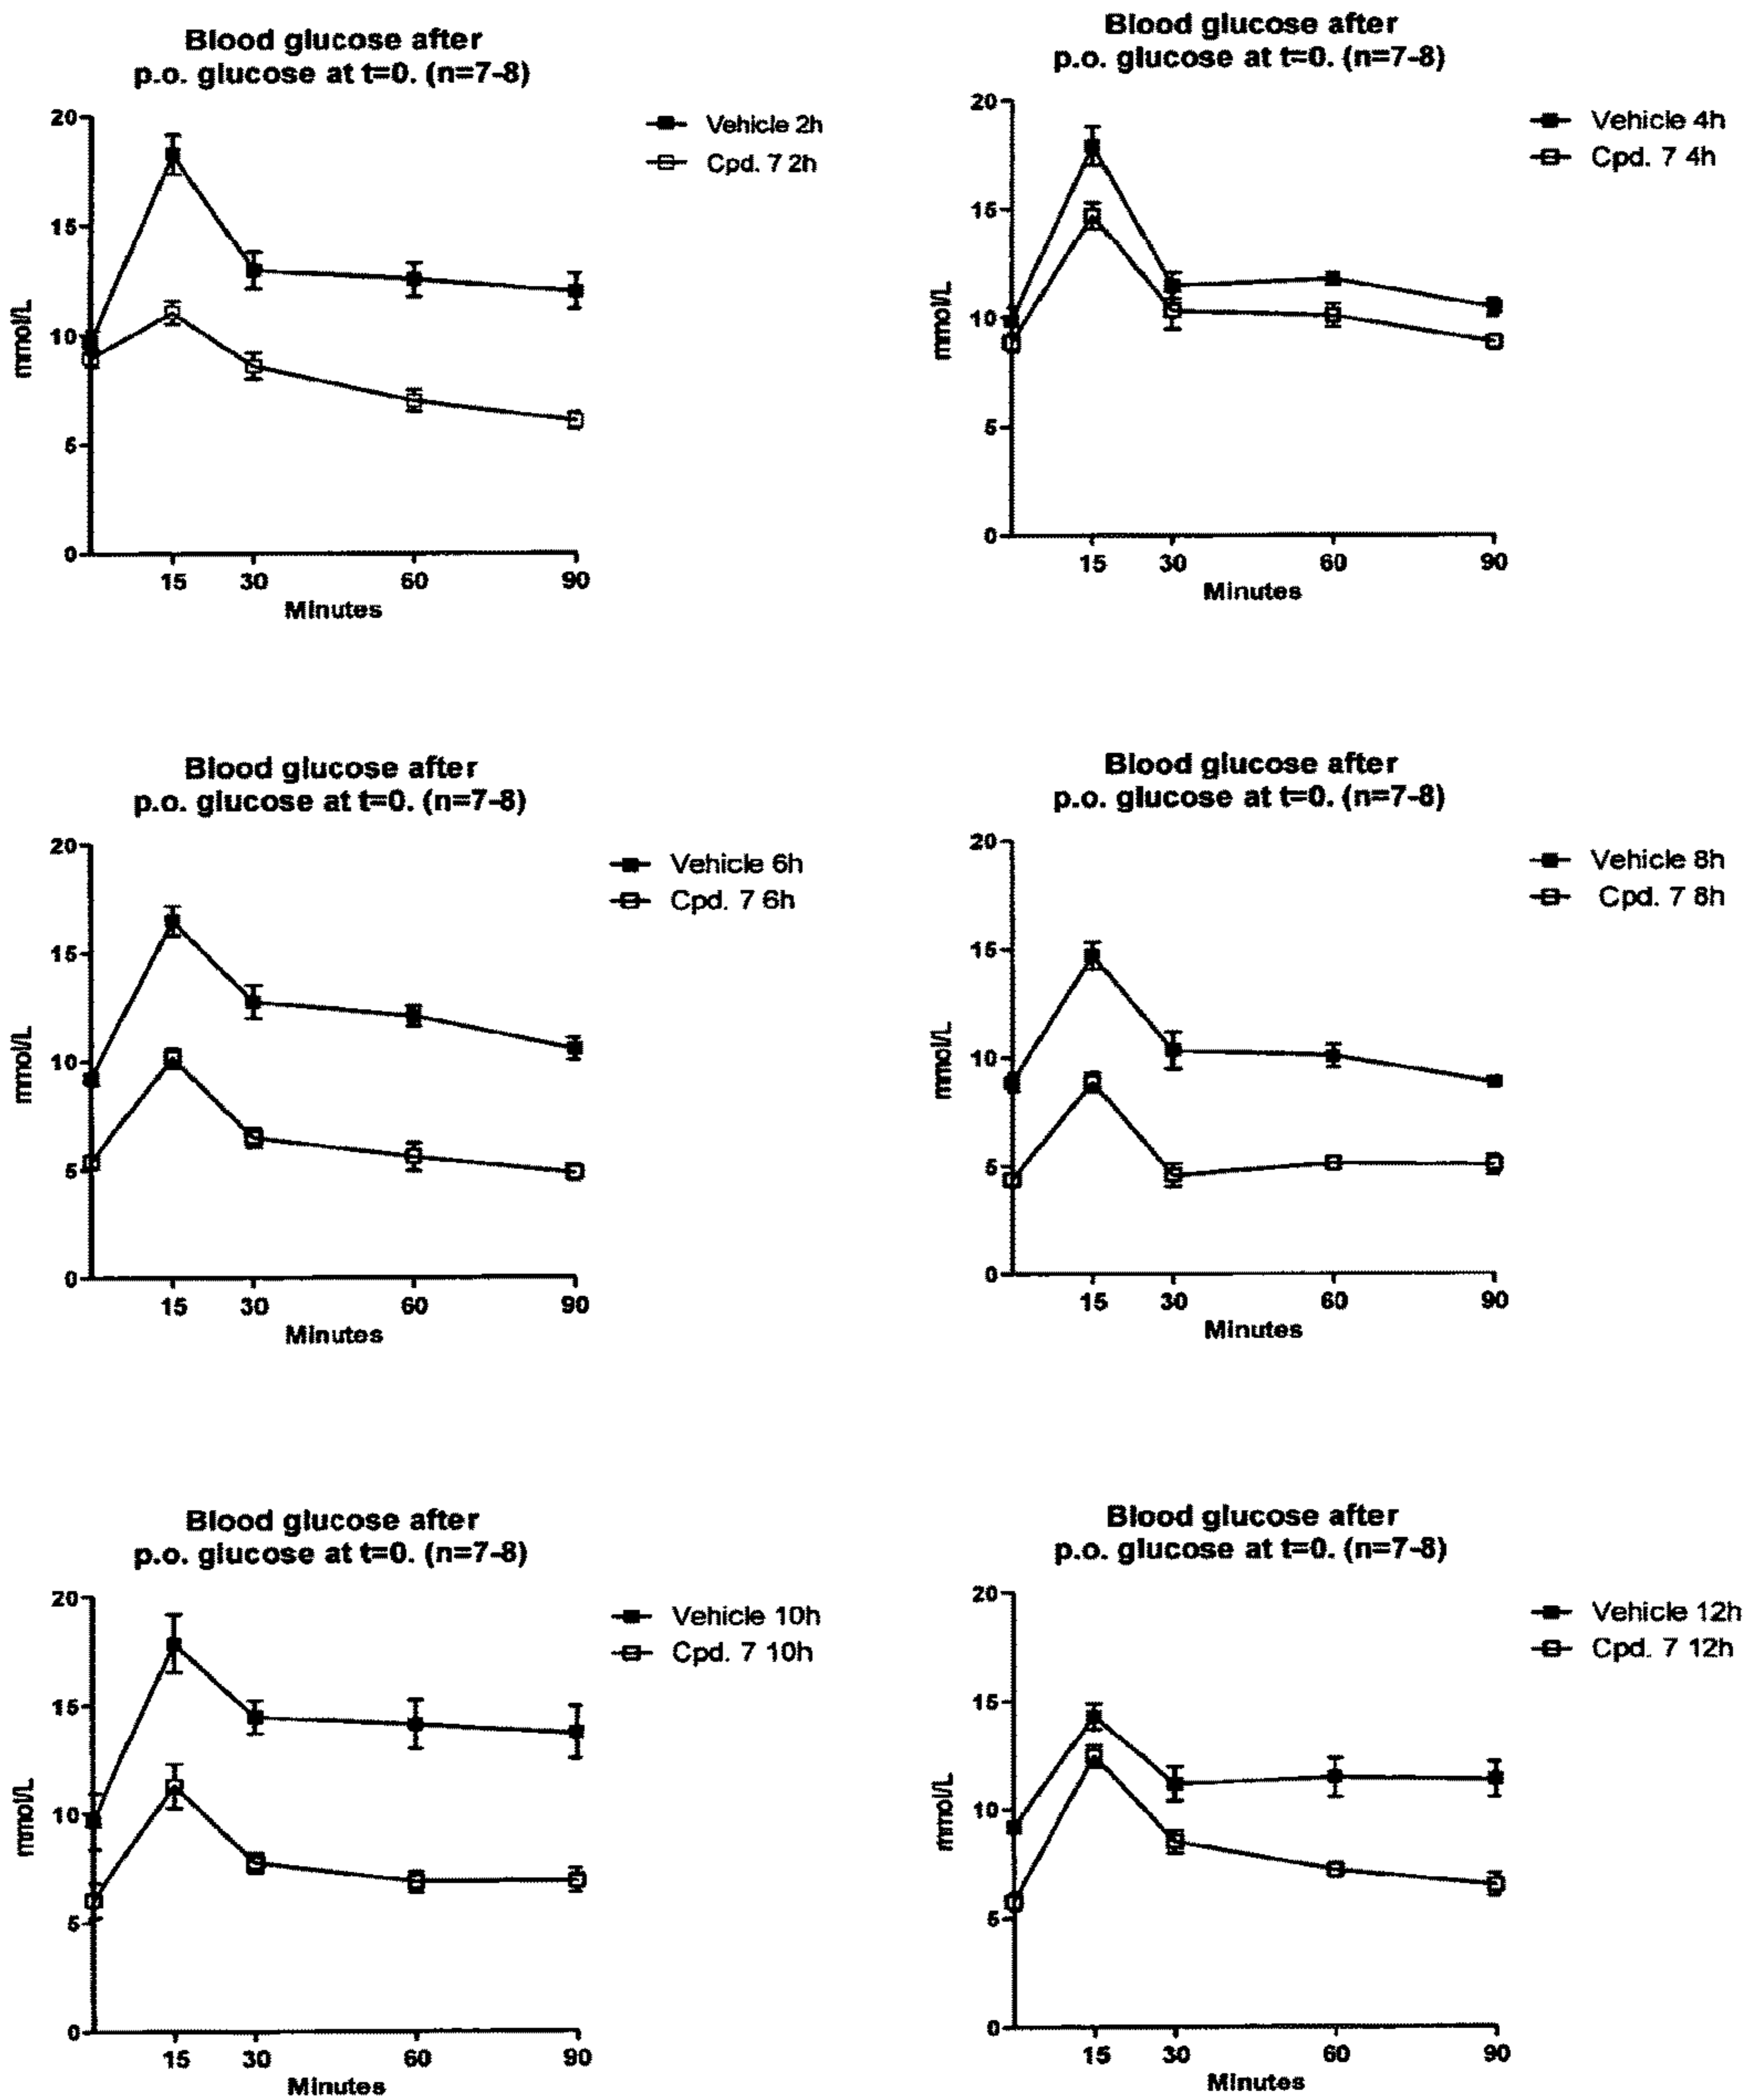 Blood glucose after
p.o. glucose at t=0. (n=7-8)
Vehicle 2h
Cpd. 7 2h
20
15
10
5
0
mmol/L
15 30 60 90
Minutes
Blood glucose after
p.o. glucose at t=0. (n=7-8)
Vehicle 4h
Cpd. 7 4h
20
15
10
5
0
mmol/L
15 30 60 90
Minutes
Blood glucose after
p.o. glucose at t=0. (n=7-8)
Vehicle 6h
Cpd. 7 6h
20
15
10
5
0
mmol/L
15 30 60 90
Minutes
Blood glucose after
p.o. glucose at t=0. (n=7-8)
Vehicle 8h
Cpd. 7 8h
20
15
10
5
0
mmol/L
15 30 60 90
Minutes
Blood glucose after
p.o. glucose at t=0. (n=7-8)
Vehicle 10h
Cpd. 7 10h
20
15
10
5
0
mmol/L
15 30 60 90
Minutes
Blood glucose after
p.o. glucose at t=0. (n=7-8)
Vehicle 12h
Cpd. 7 12h
20
15
10
5
0
mmol/L
15 30 60 90
Minutes